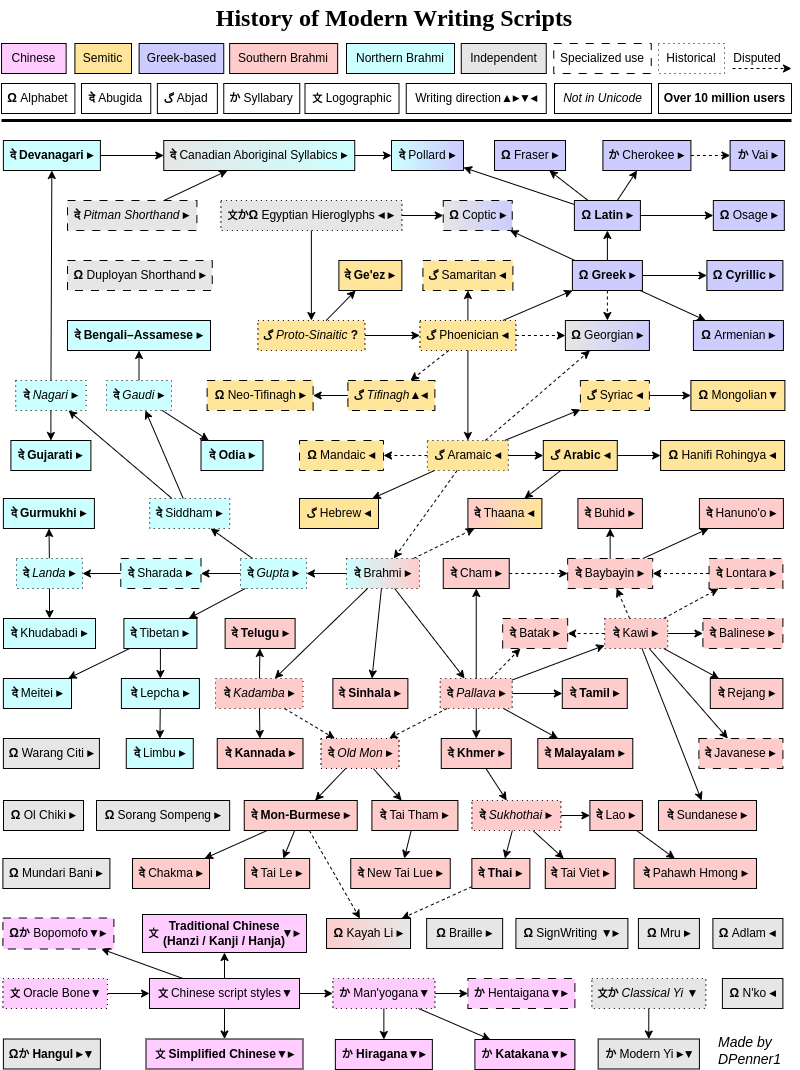 History of Modern Writing Scripts
Chinese Semitic Greek-based Southern Brahmi Northern Brahmi Independent Specialized use Historical Disputed
Ω Alphabet दे Abugida گ Abjad か Syllabary 文 Logographic Writing direction▲►▼◄ Not in Unicode Over 10 million users
दे Devanagari ► दे Canadian Aboriginal Syllabics ► दे Pollard ► Ω Fraser ► か Cherokee ► か Vai ►
दे Pitman Shorthand ► 文かΩ Egyptian Hieroglyphs ◄► Ω Coptic ► Ω Latin ► Ω Osage ►
Ω Duployan Shorthand ► दे Ge'ez ► گ Samaritan ◄ Ω Greek ► Ω Cyrillic ►
दे Bengali–Assamese ► گ Proto-Sinaitic ? گ Phoenician ◄ Ω Georgian ► Ω Armenian ►
दे Nagari ► दे Gaudi ► Ω Neo-Tifinagh ► گ Tifinagh▲◄ گ Syriac ◄ Ω Mongolian▼
दे Gujarati ► दे Odia ► Ω Mandaic ◄ گ Aramaic ◄ گ Arabic ◄ Ω Hanifi Rohingya ◄
दे Gurmukhi ► दे Siddham ► گ Hebrew ◄ दे Thaana ◄ दे Buhid ► दे Hanuno'o ►
दे Landa ► दे Sharada ► दे Gupta ► दे Brahmi ► दे Cham ► दे Baybayin ► दे Lontara ►
दे Khudabadi ► दे Tibetan ► दे Telugu ► दे Batak ► दे Kawi ► दे Balinese ►
दे Meitei ► दे Lepcha ► दे Kadamba ► दे Sinhala ► दे Pallava ► दे Tamil ► दे Rejang ►
Ω Warang Citi ► दे Limbu ► दे Kannada ► दे Old Mon ► दे Khmer ► दे Malayalam ► दे Javanese ►
Ω Ol Chiki ► Ω Sorang Sompeng ► दे Mon-Burmese ► दे Tai Tham ► दे Sukhothai ► दे Lao ► दे Sundanese ►
Ω Mundari Bani ► दे Chakma ► दे Tai Le ► दे New Tai Lue ► दे Thai ► दे Tai Viet ► दे Pahawh Hmong ►
Ωか Bopomofo▼► 文 Traditional Chinese
(Hanzi / Kanji / Hanja)▼► Ω Kayah Li ► Ω Braille ► Ω SignWriting ▼► Ω Mru ► Ω Adlam ◄
文 Oracle Bone▼ 文 Chinese script styles▼ か Man'yogana▼ か Hentaigana▼► 文か Classical Yi ▼ Ω N'ko ◄
Ωか Hangul ►▼ 文 Simplified Chinese▼► か Hiragana▼► か Katakana▼► か Modern Yi ►▼ Made by
DPenner1